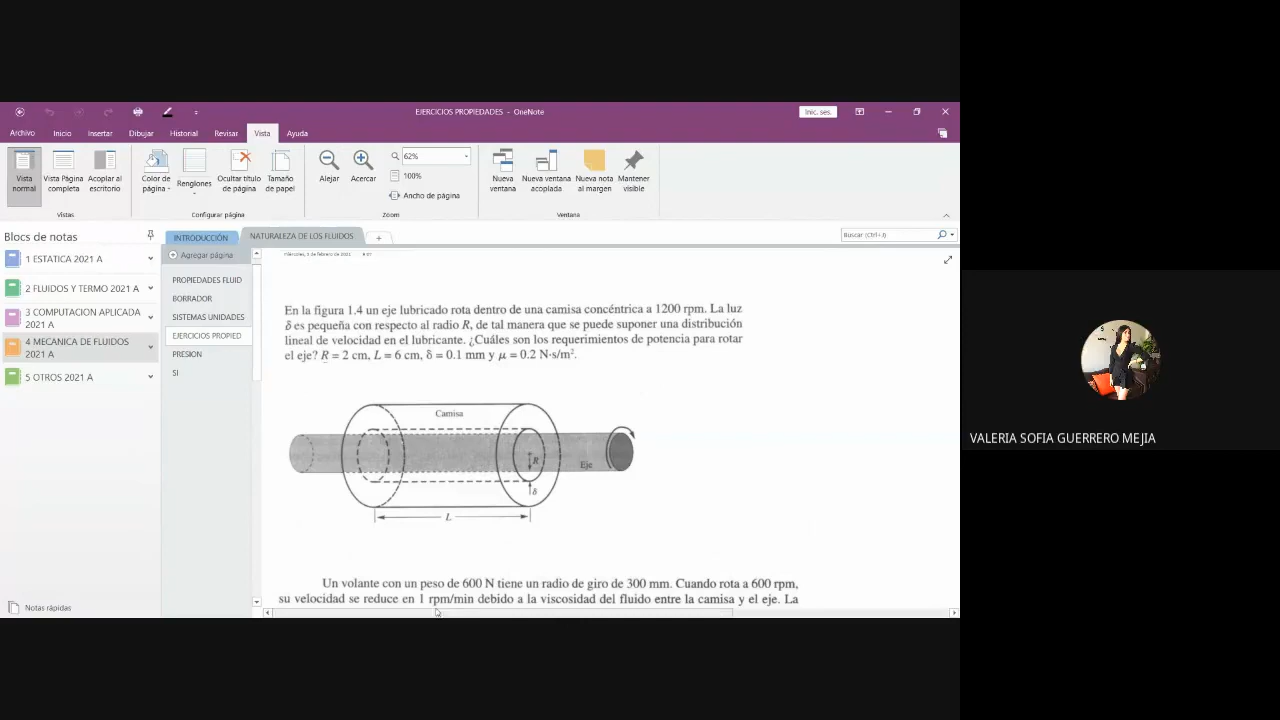 EJERCICIOS PROPIEDADES - OneNote
Inic. ses.
Archivo Inicio Insertar Dibujar Historial Revisar Vista Ayuda
Vista normal
Vista Página completa
Acoplar al escritorio
Vistas
Color de página
Renglones
Ocultar título de página
Tamaño de papel
Configurar página
Alejar
Acercar
62%
100%
Ancho de página
Zoom
Nueva ventana
Nueva ventana acoplada
Nueva nota al margen
Mantener visible
Ventana
Blocs de notas
INTRODUCCIÓN
NATURALEZA DE LOS FLUIDOS
+
Buscar (Ctrl+J)
1 ESTATICA 2021 A
2 FLUIDOS Y TERMO 2021 A
3 COMPUTACION APLICADA 2021 A
4 MECANICA DE FLUIDOS 2021 A
5 OTROS 2021 A
Notas rápidas
Agregar página
PROPIEDADES FLUID
BORRADOR
SISTEMAS UNIDADES
EJERCICIOS PROPIED
PRESION
SI
En la figura 1.4 un eje lubricado rota dentro de una camisa concéntrica a 1200 rpm. La luz
δ es pequeña con respecto al radio R, de tal manera que se puede suponer una distribución
lineal de velocidad en el lubricante. ¿Cuáles son los requerimientos de potencia para rotar
el eje? R = 2 cm, L = 6 cm, δ = 0.1 mm y μ = 0.2 N·s/m².
Camisa
R
Eje
δ
L
Un volante con un peso de 600 N tiene un radio de giro de 300 mm. Cuando rota a 600 rpm,
su velocidad se reduce en 1 rpm/min debido a la viscosidad del fluido entre la camisa y el eje. La
VALERIA SOFIA GUERRERO MEJIA